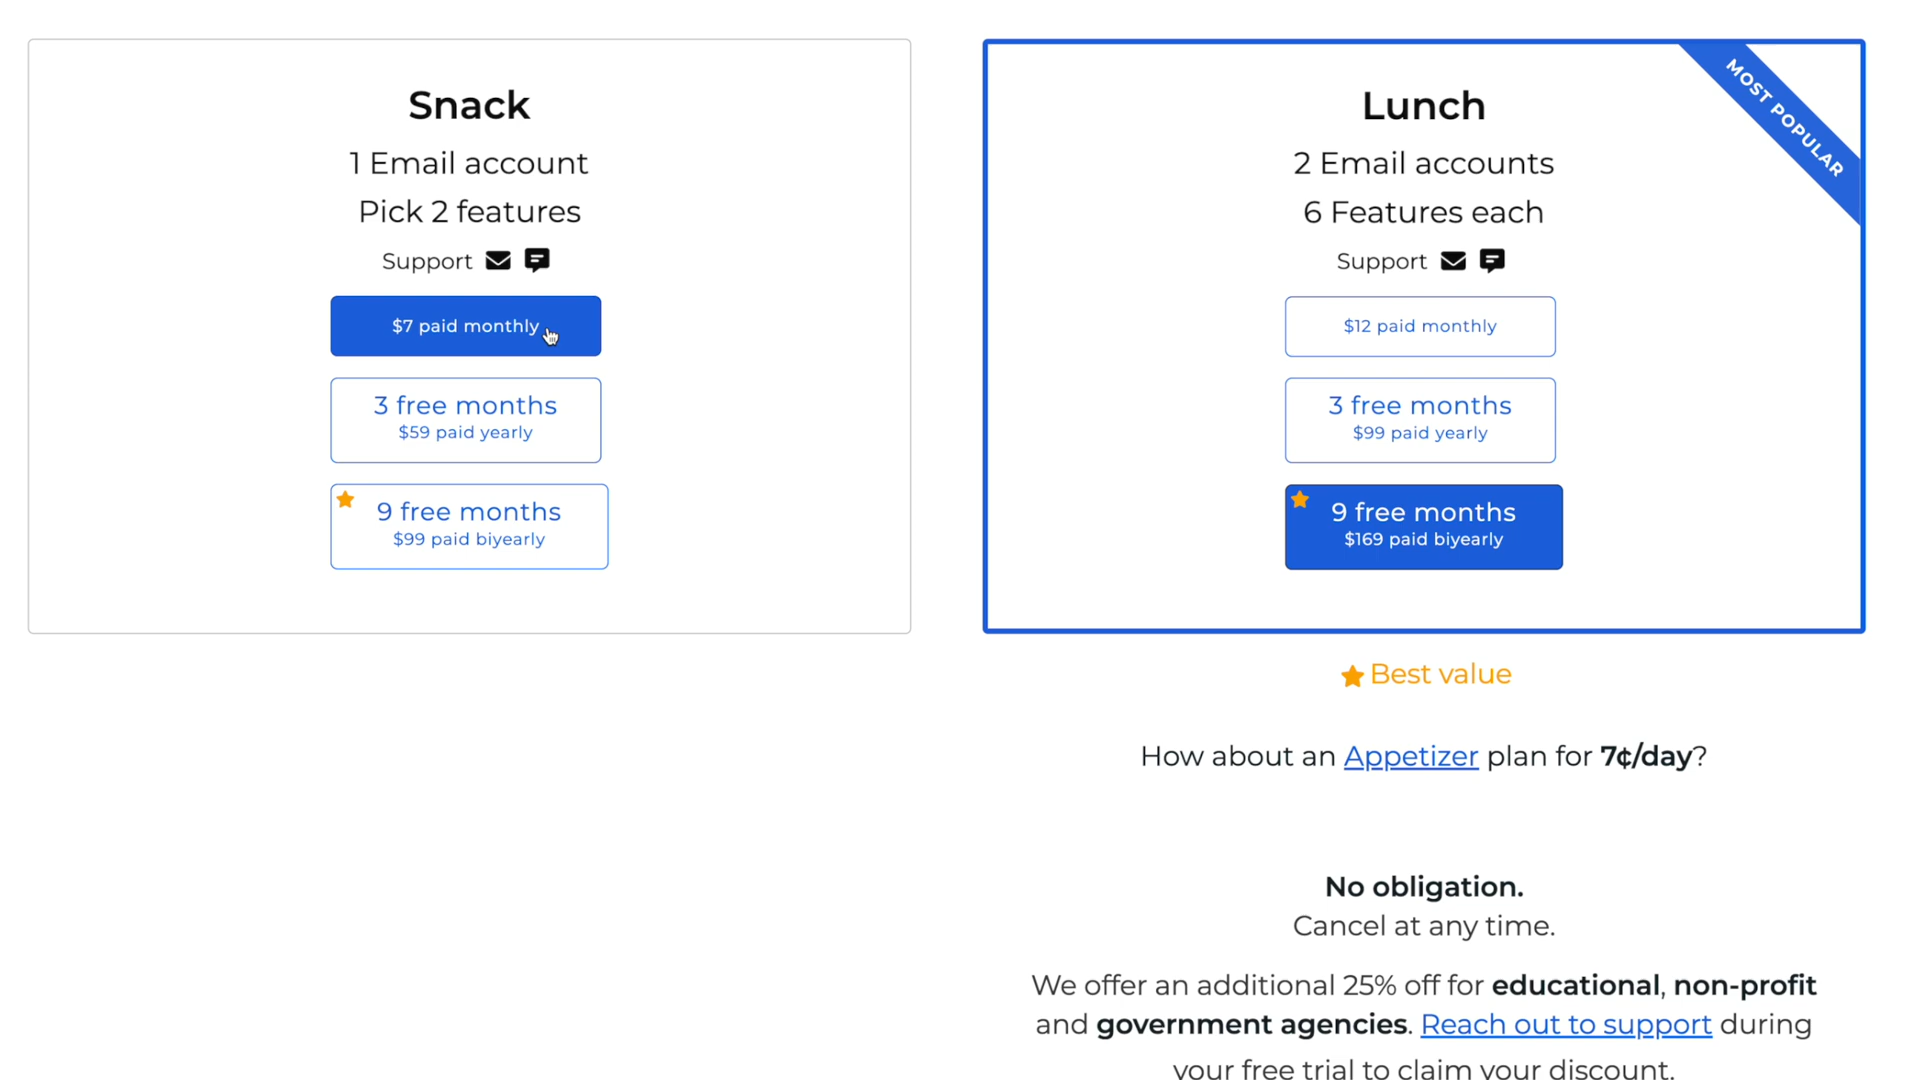 Snack
1 Email account
Pick 2 features
Support
$7 paid monthly
3 free months
$59 paid yearly
9 free months
$99 paid biyearly
MOST POPULAR
Lunch
2 Email accounts
6 Features each
Support
$12 paid monthly
3 free months
$99 paid yearly
9 free months
$169 paid biyearly
Best value
How about an Appetizer plan for 7¢/day?
No obligation.
Cancel at any time.
We offer an additional 25% off for educational, non-profit
and government agencies. Reach out to support during
your free trial to claim your discount.